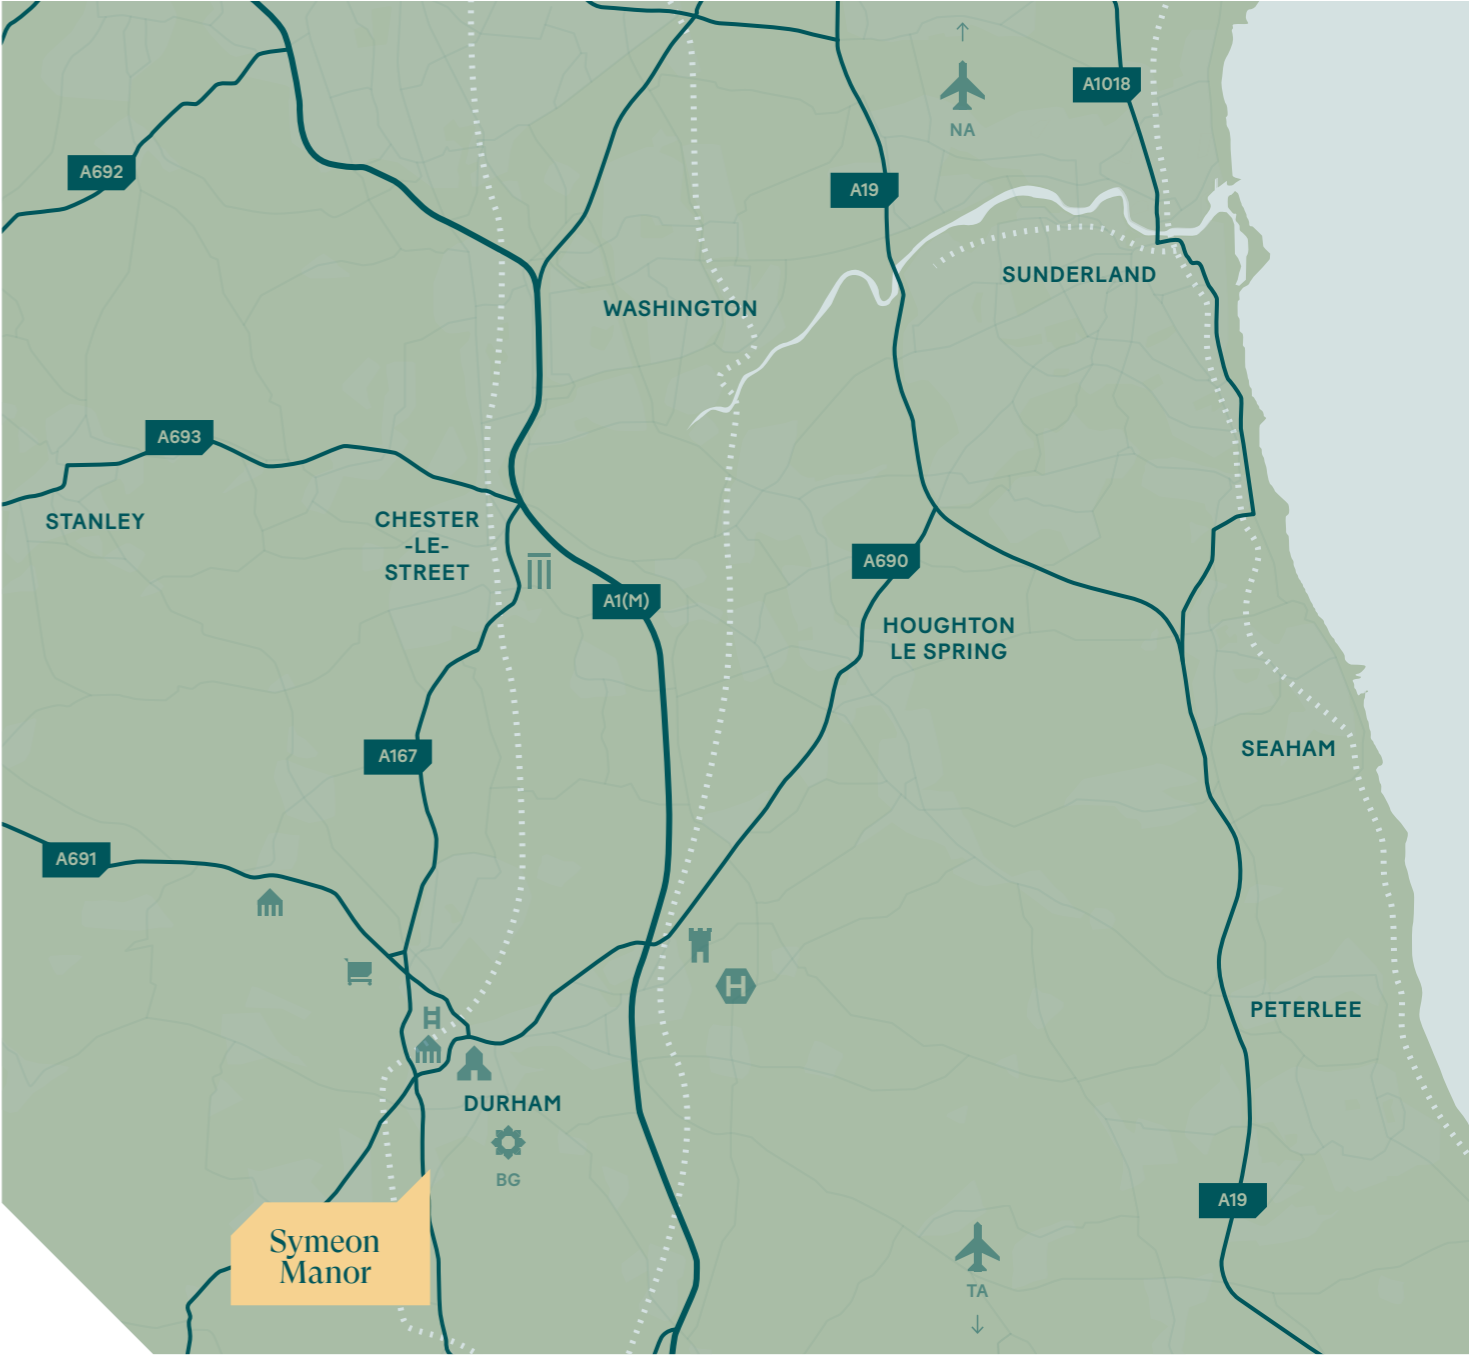 A1018
NA
A692
A19
SUNDERLAND
WASHINGTON
A693
STANLEY
CHESTER
-LE-
STREET
A690
A1(M)
HOUGHTON
LE SPRING
A167
SEAHAM
A691
H
PETERLEE
DURHAM
BG
A19
Symeon
Manor
TA